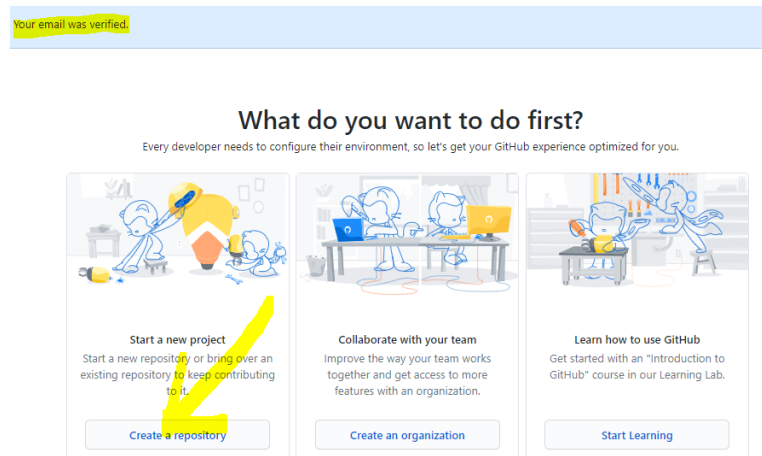 Your email was verified.
What do you want to do first?
Every developer needs to configure their environment, so let's get your GitHub experience optimized for you.
Start a new project
Start a new repository or bring over an
existing repository to keep contributing
to it.
Create a repository
Collaborate with your team
Improve the way your team works
together and get access to more
features with an organization.
Create an organization
Learn how to use GitHub
Get started with an "Introduction to
GitHub" course in our Learning Lab.
Start Learning